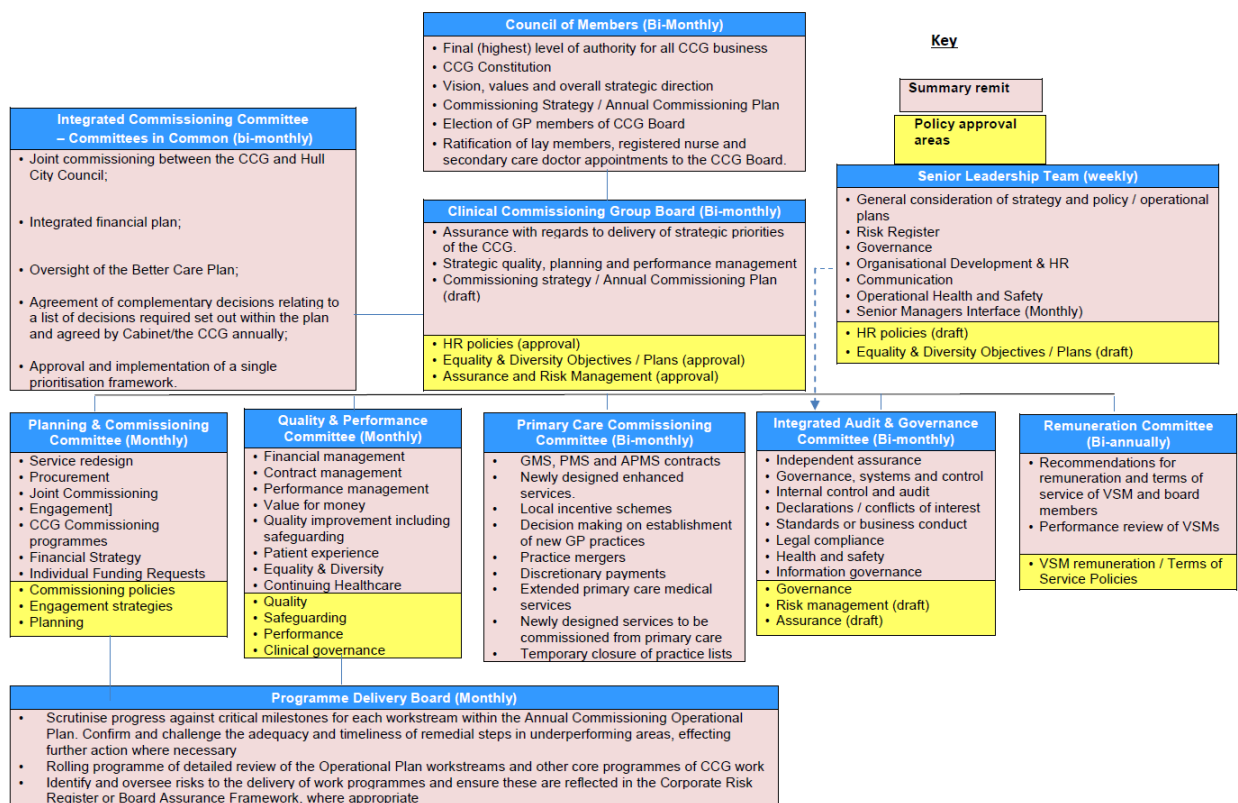 Council of Members (Bi-Monthly)
• Final (highest) level of authority for all CCG business
• CCG Constitution
• Vision, values and overall strategic direction
• Commissioning Strategy / Annual Commissioning Plan
• Election of GP members of CCG Board
• Ratification of lay members, registered nurse and
secondary care doctor appointments to the CCG Board.
Key
Summary remit
Policy approval
areas
Integrated Commissioning Committee
– Committees in Common (bi-monthly)
• Joint commissioning between the CCG and Hull
City Council;
• Integrated financial plan;
• Oversight of the Better Care Plan;
• Agreement of complementary decisions relating to
a list of decisions required set out within the plan
and agreed by Cabinet/the CCG annually;
• Approval and implementation of a single
prioritisation framework.
Clinical Commissioning Group Board (Bi-monthly)
• Assurance with regards to delivery of strategic priorities
of the CCG.
• Strategic quality, planning and performance management
• Commissioning strategy / Annual Commissioning Plan
(draft)
• HR policies (approval)
• Equality & Diversity Objectives / Plans (approval)
• Assurance and Risk Management (approval)
Senior Leadership Team (weekly)
• General consideration of strategy and policy / operational
plans
• Risk Register
• Governance
• Organisational Development & HR
• Communication
• Operational Health and Safety
• Senior Managers Interface (Monthly)
• HR policies (draft)
• Equality & Diversity Objectives / Plans (draft)
Planning & Commissioning
Committee (Monthly)
• Service redesign
• Procurement
• Joint Commissioning
• Engagement]
• CCG Commissioning
programmes
• Financial Strategy
• Individual Funding Requests
• Commissioning policies
• Engagement strategies
• Planning
Quality & Performance
Committee (Monthly)
• Financial management
• Contract management
• Performance management
• Value for money
• Quality improvement including
safeguarding
• Patient experience
• Equality & Diversity
• Continuing Healthcare
• Quality
• Safeguarding
• Performance
• Clinical governance
Primary Care Commissioning
Committee (Bi-monthly)
• GMS, PMS and APMS contracts
• Newly designed enhanced
services.
• Local incentive schemes
• Decision making on establishment
of new GP practices
• Practice mergers
• Discretionary payments
• Extended primary care medical
services
• Newly designed services to be
commissioned from primary care
• Temporary closure of practice lists
Integrated Audit & Governance
Committee (Bi-monthly)
• Independent assurance
• Governance, systems and control
• Internal control and audit
• Declarations / conflicts of interest
• Standards or business conduct
• Legal compliance
• Health and safety
• Information governance
• Governance
• Risk management (draft)
• Assurance (draft)
Remuneration Committee
(Bi-annually)
• Recommendations for
remuneration and terms of
service of VSM and board
members
• Performance review of VSMs
• VSM remuneration / Terms of
Service Policies
Programme Delivery Board (Monthly)
• Scrutinise progress against critical milestones for each workstream within the Annual Commissioning Operational
Plan. Confirm and challenge the adequacy and timeliness of remedial steps in underperforming areas, effecting
further action where necessary
• Rolling programme of detailed review of the Operational Plan workstreams and other core programmes of CCG work
• Identify and oversee risks to the delivery of work programmes and ensure these are reflected in the Corporate Risk
Register or Board Assurance Framework, where appropriate